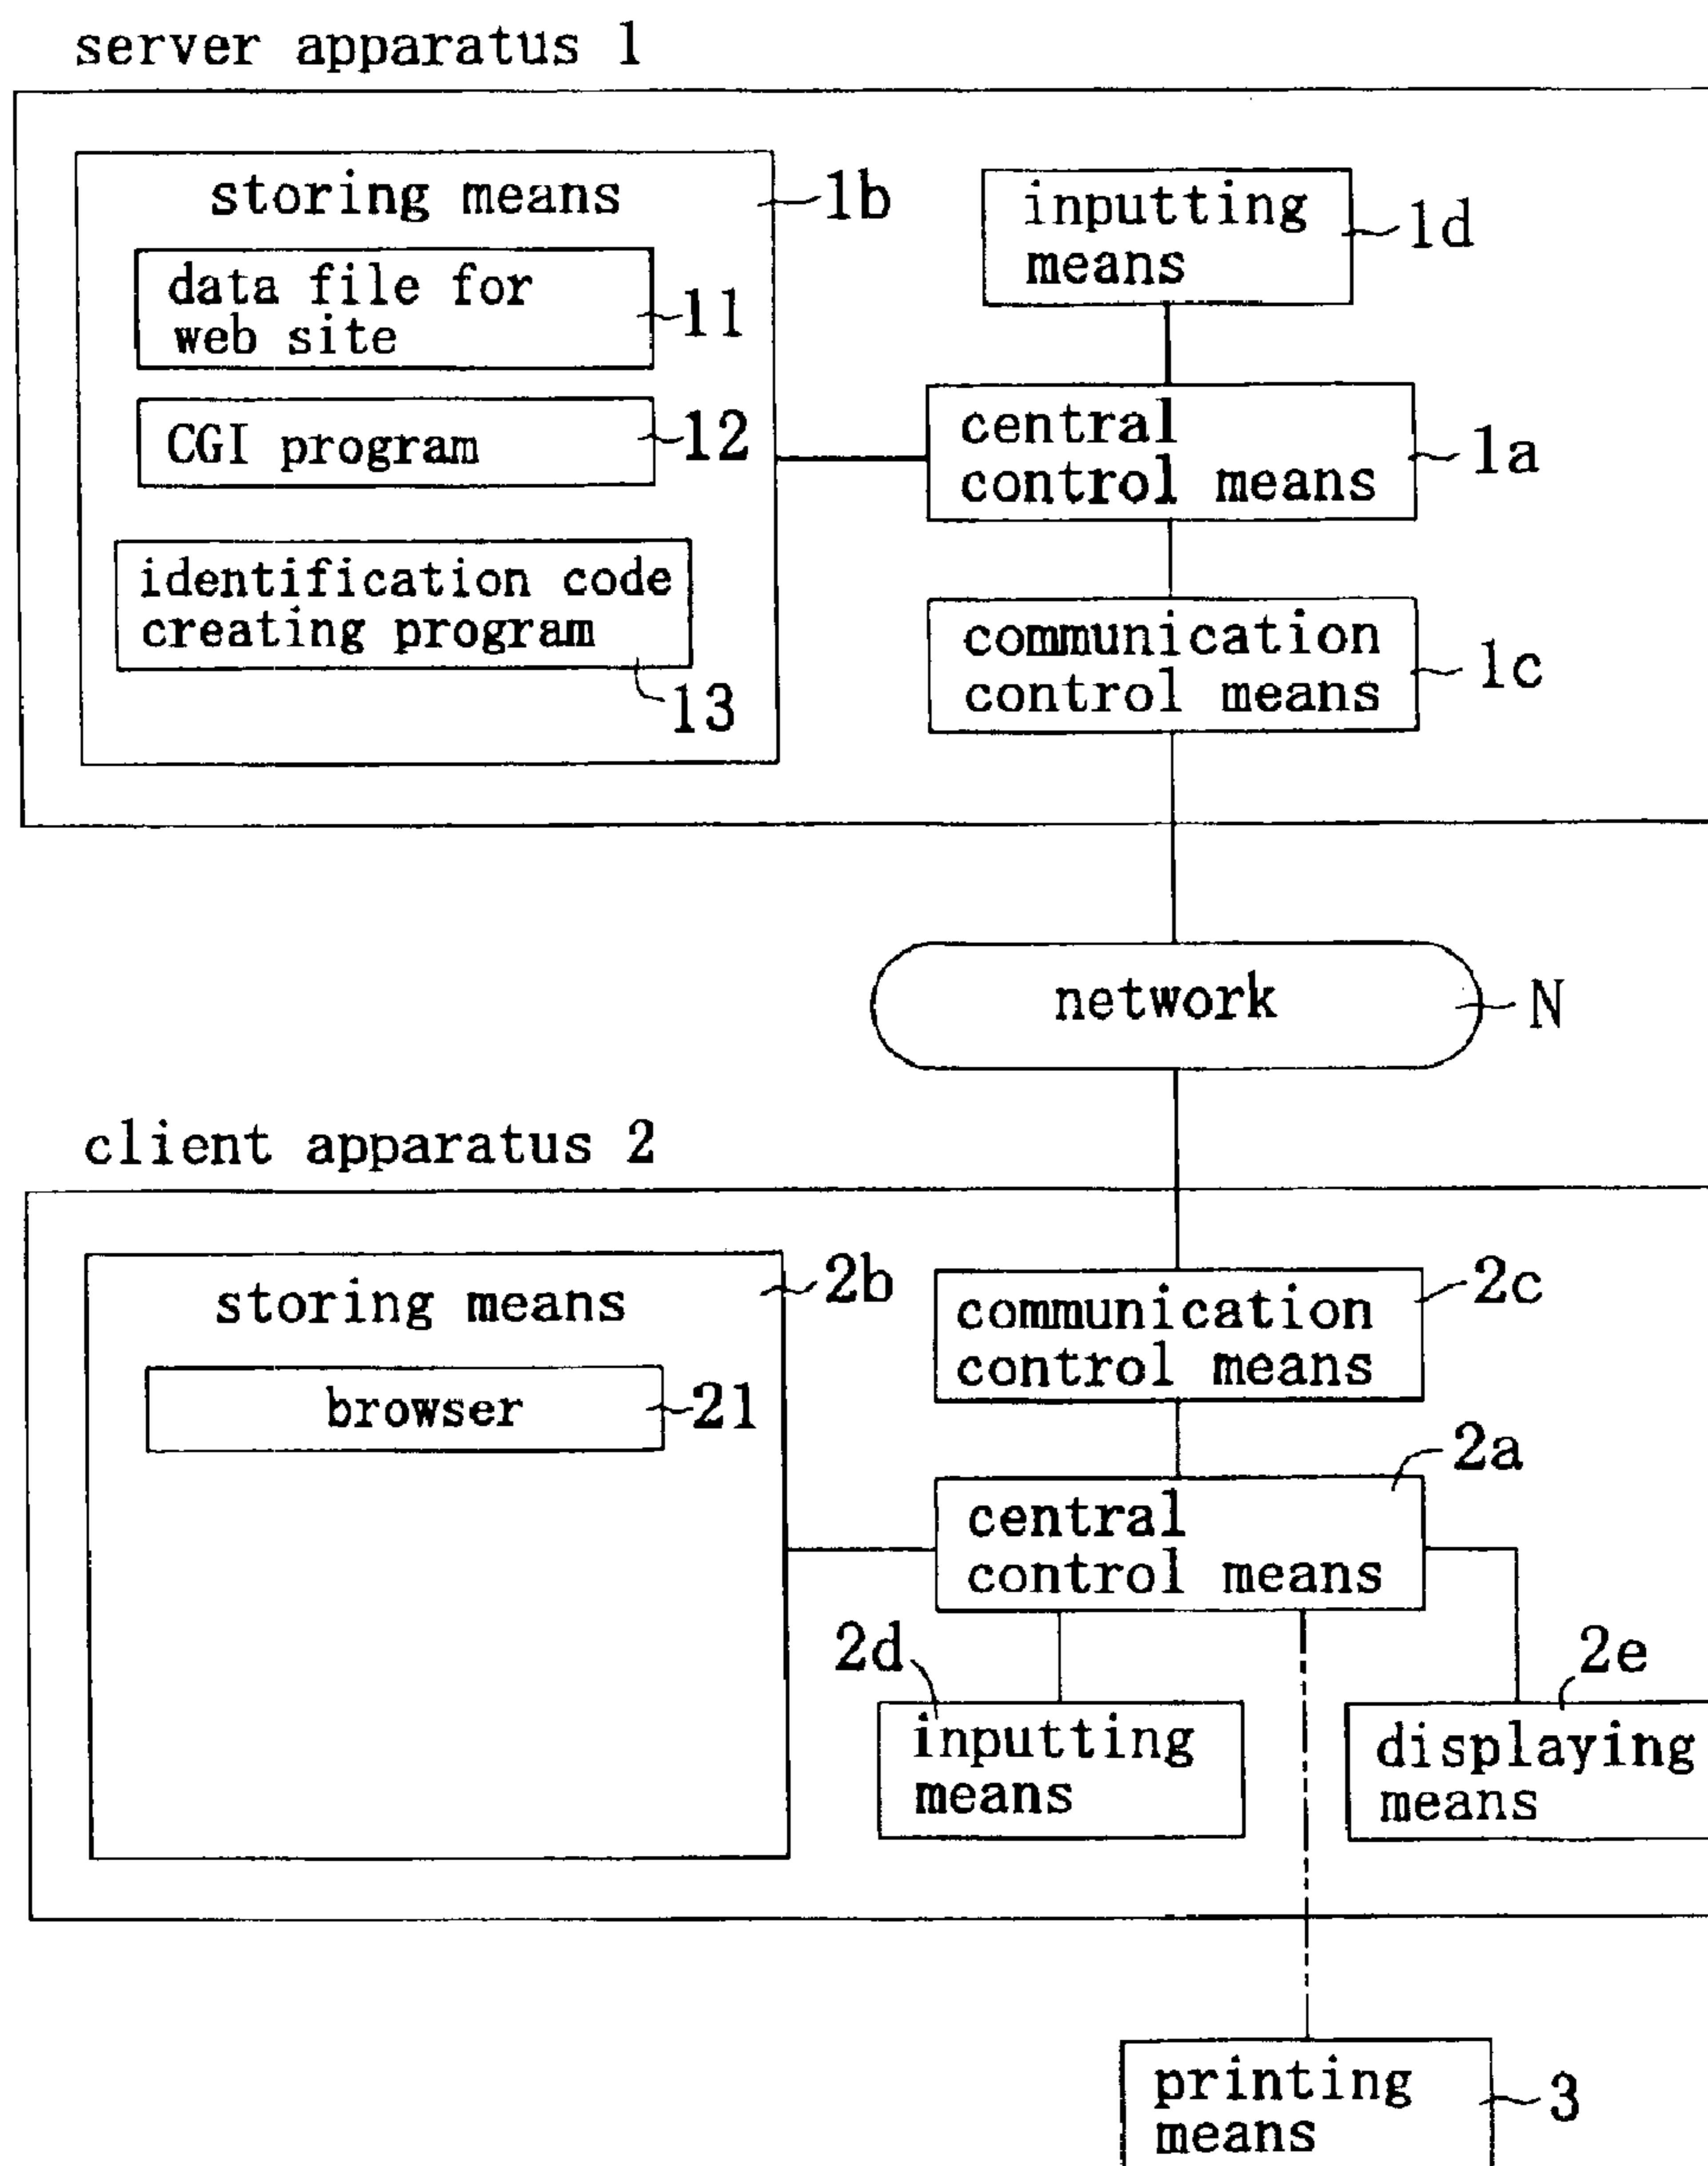 server apparatus 1
storing means
1b
data file for
web site
11
CGI program
12
identification code
creating program
13
inputting
means
1d
central
control means
1a
communication
control means
1c
network
N
client apparatus 2
storing means
2b
browser
21
communication
control means
2c
central
control means
2a
2d
inputting
means
2e
displaying
means
printing
means
3